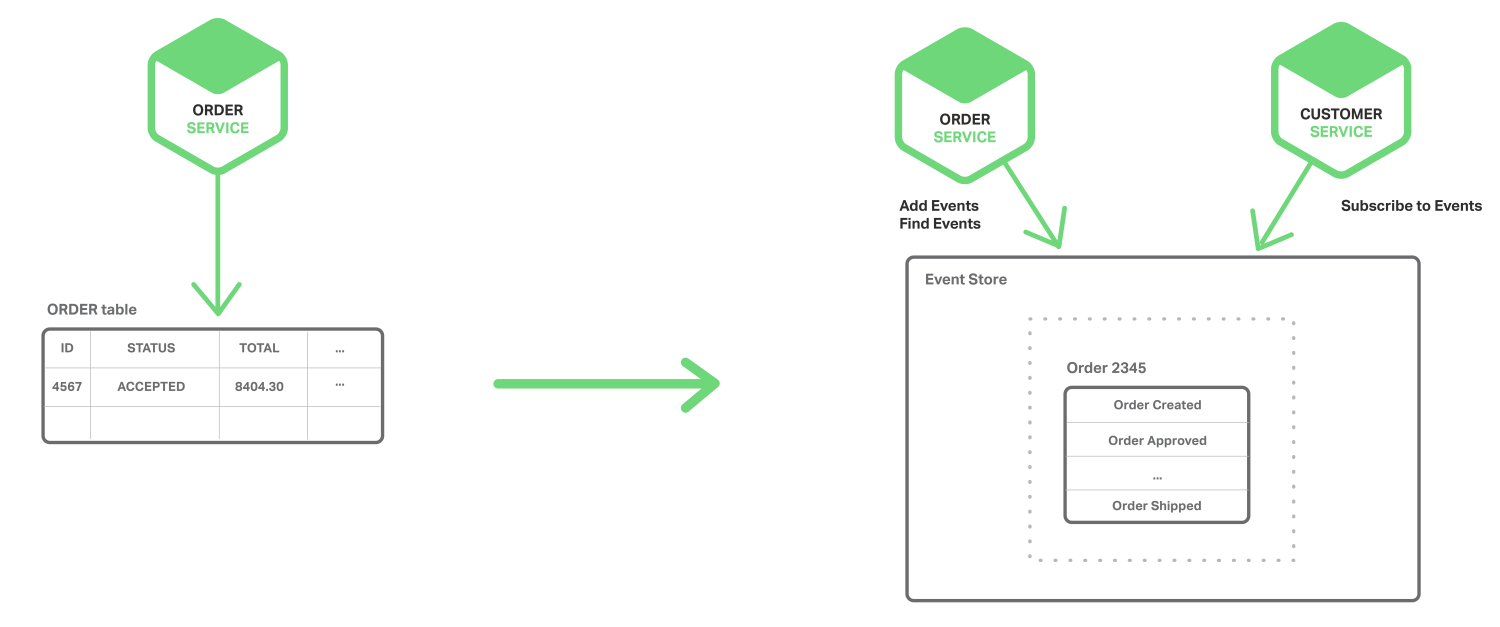 ORDER
SERVICE
ORDER table
ID STATUS TOTAL ...
4567 ACCEPTED 8404.30 ...
ORDER
SERVICE
CUSTOMER
SERVICE
Add Events
Find Events
Subscribe to Events
Event Store
Order 2345
Order Created
Order Approved
...
Order Shipped